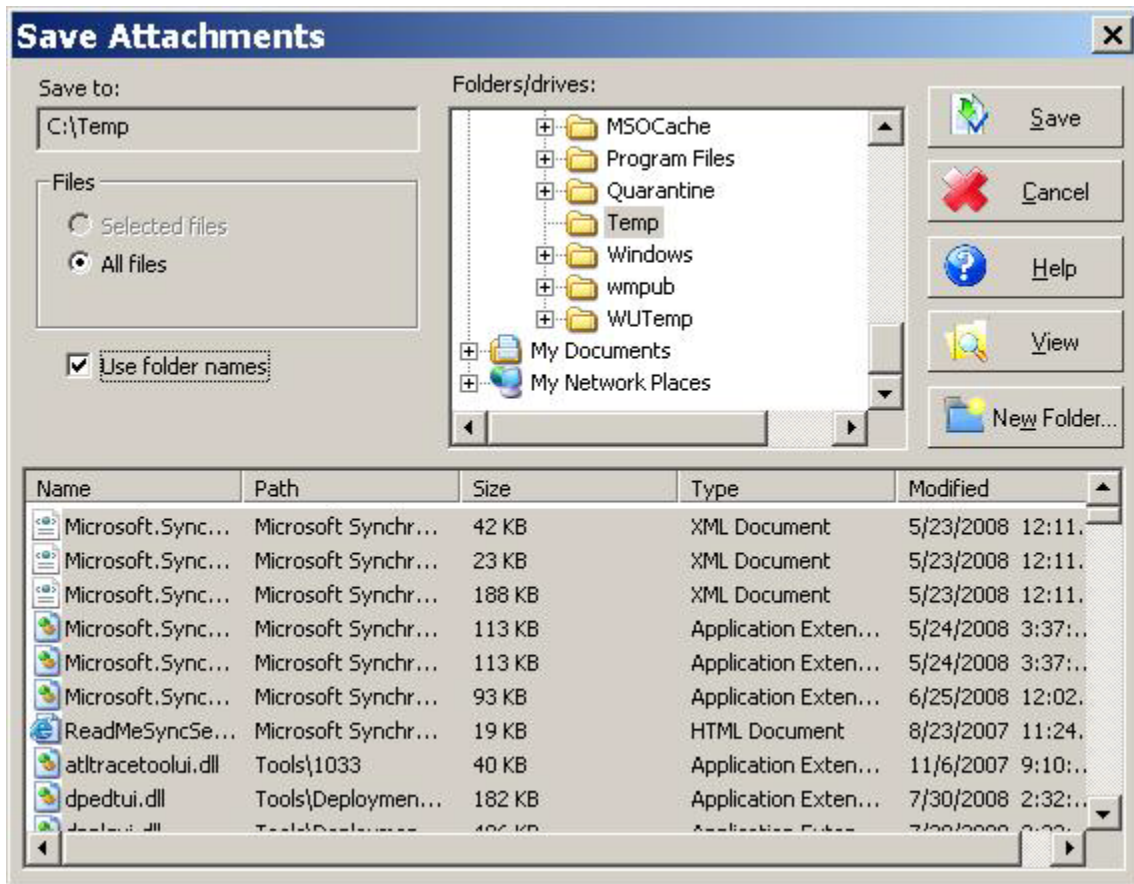 Save Attachments
Save to:
C:\Temp
Files
Selected files
All files
Use folder names
Folders/drives:
MSOCache
Program Files
Quarantine
Temp
Windows
wmpub
WUTemp
My Documents
My Network Places
Save
Cancel
Help
View
New Folder...
Name Path Size Type Modified
Microsoft.Sync... Microsoft Synchr... 42 KB XML Document 5/23/2008 12:11.
Microsoft.Sync... Microsoft Synchr... 23 KB XML Document 5/23/2008 12:11.
Microsoft.Sync... Microsoft Synchr... 188 KB XML Document 5/23/2008 12:11.
Microsoft.Sync... Microsoft Synchr... 113 KB Application Exten... 5/24/2008 3:37:..
Microsoft.Sync... Microsoft Synchr... 113 KB Application Exten... 5/24/2008 3:37:..
Microsoft.Sync... Microsoft Synchr... 93 KB Application Exten... 6/25/2008 12:02.
ReadMeSyncSe... Microsoft Synchr... 19 KB HTML Document 8/23/2007 11:24.
atltracetoolui.dll Tools\1033 40 KB Application Exten... 11/6/2007 9:10:..
dpedtui.dll Tools\Deploymen... 182 KB Application Exten... 7/30/2008 2:32:..